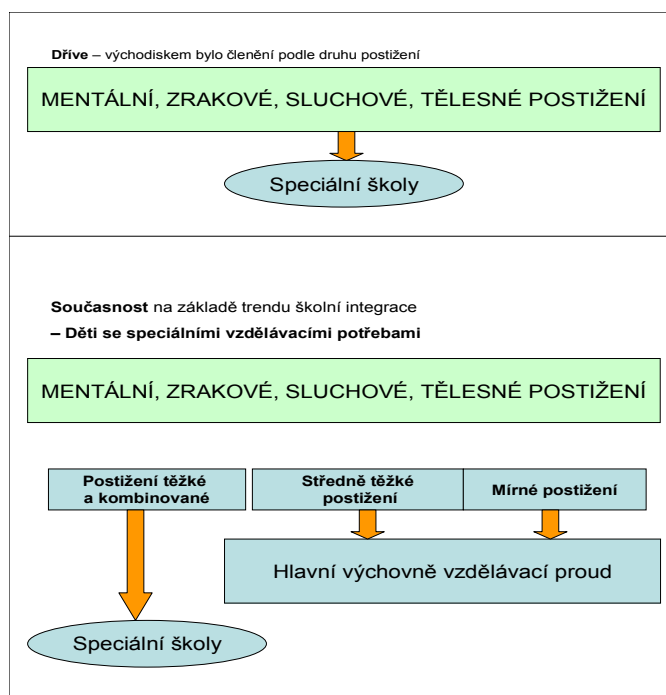 Dříve – východiskem bylo členění podle druhu postižení
MENTÁLNÍ, ZRAKOVÉ, SLUCHOVÉ, TĚLESNÉ POSTIŽENÍ
Speciální školy
Současnost na základě trendu školní integrace
– Děti se speciálními vzdělávacími potřebami
MENTÁLNÍ, ZRAKOVÉ, SLUCHOVÉ, TĚLESNÉ POSTIŽENÍ
Postižení těžké
a kombinované
Středně těžké
postižení
Mírné postižení
Hlavní výchovně vzdělávací proud
Speciální školy